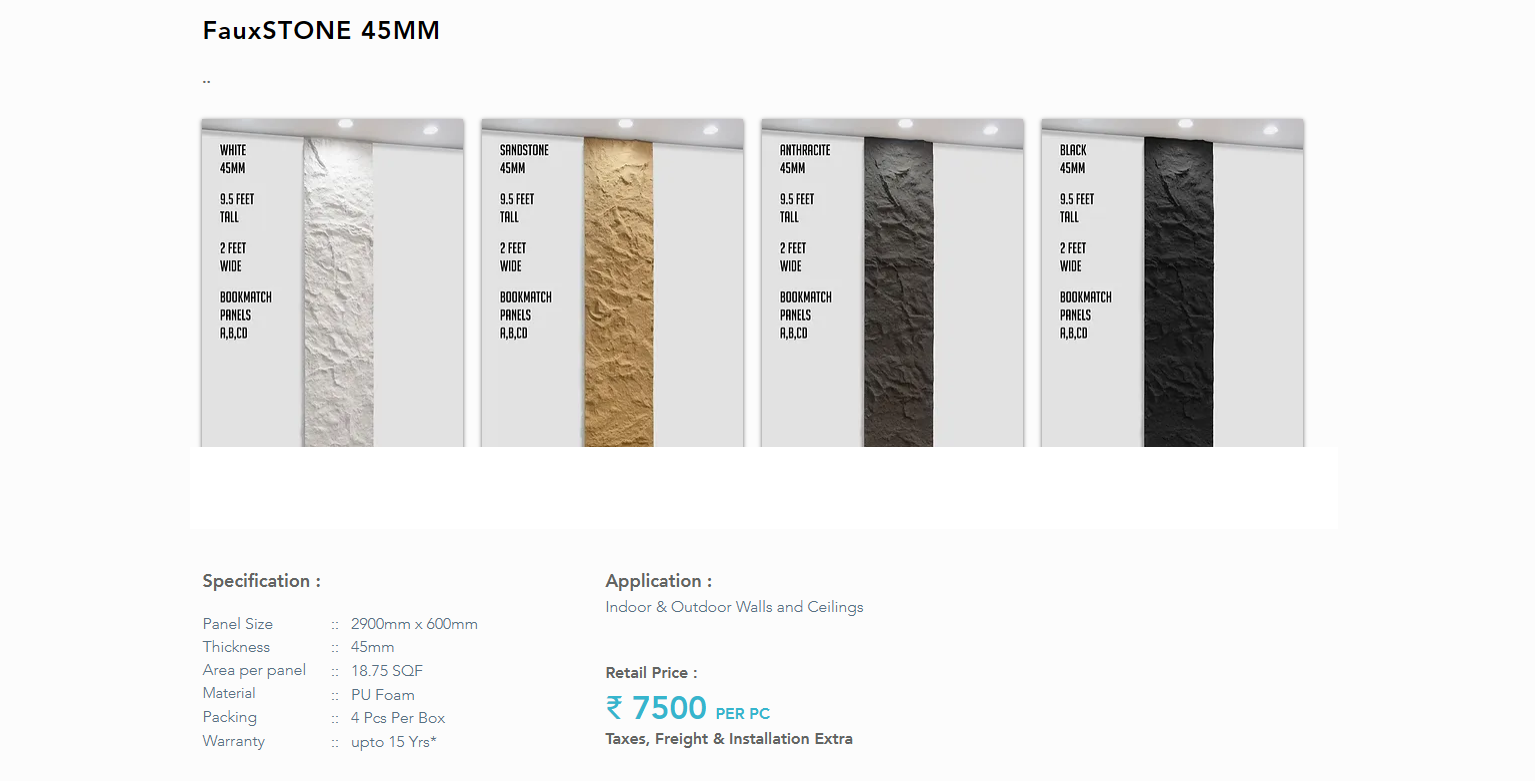 FauxSTONE 45MM
..
WHITE
45MM
9.5 FEET
TALL
2 FEET
WIDE
BOOKMATCH
PANELS
A,B,CD
SANDSTONE
45MM
9.5 FEET
TALL
2 FEET
WIDE
BOOKMATCH
PANELS
A,B,CD
ANTHRACITE
45MM
9.5 FEET
TALL
2 FEET
WIDE
BOOKMATCH
PANELS
A,B,CD
BLACK
45MM
9.5 FEET
TALL
2 FEET
WIDE
BOOKMATCH
PANELS
A,B,CD
Specification :
Panel Size :: 2900mm x 600mm
Thickness :: 45mm
Area per panel :: 18.75 SQF
Material :: PU Foam
Packing :: 4 Pcs Per Box
Warranty :: upto 15 Yrs*
Application :
Indoor & Outdoor Walls and Ceilings
Retail Price :
₹ 7500 PER PC
Taxes, Freight & Installation Extra